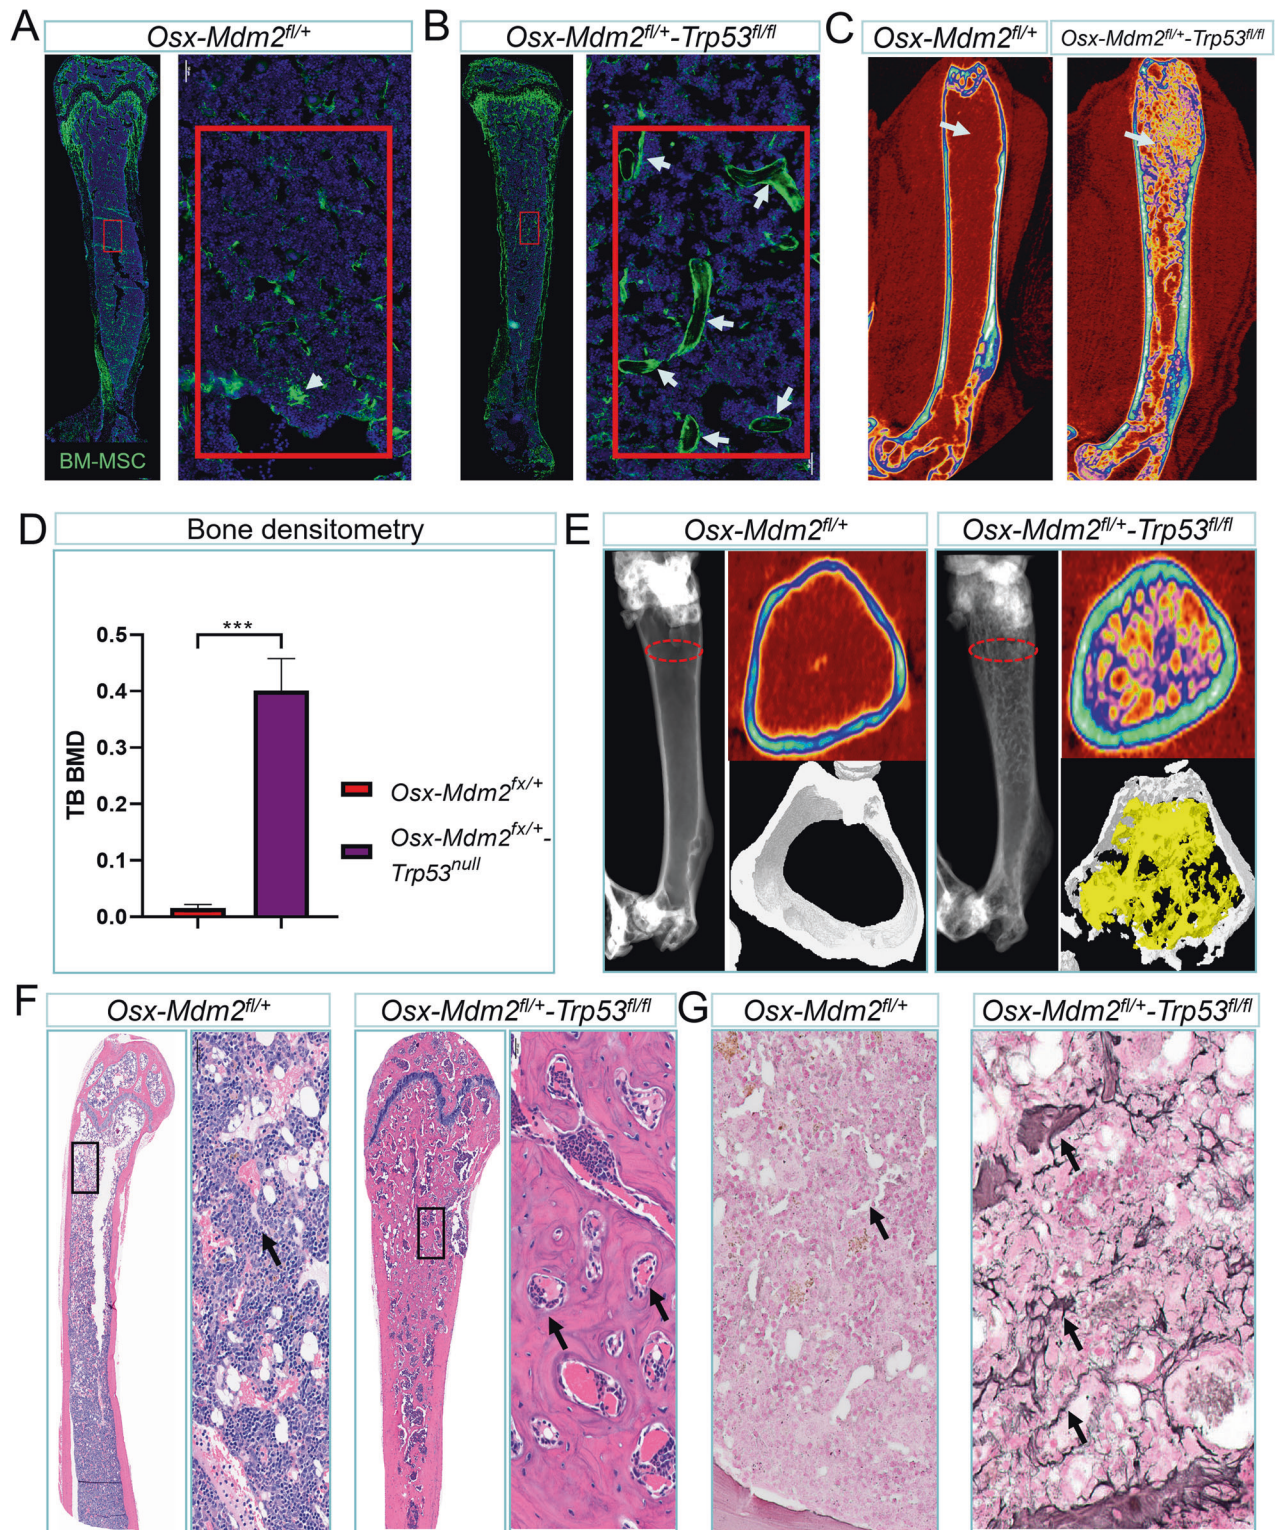 A
Osx-Mdm2fl/+
BM-MSC
B
Osx-Mdm2fl/+-Trp53fl/fl
C
Osx-Mdm2fl/+
Osx-Mdm2fl/+-Trp53fl/fl
D
Bone densitometry
TB BMD
0.5
0.4
0.3
0.2
0.1
0.0
***
Osx-Mdm2fx/+
Osx-Mdm2fx/+-
Trp53null
E
Osx-Mdm2fl/+
Osx-Mdm2fl/+-Trp53fl/fl
F
Osx-Mdm2fl/+
Osx-Mdm2fl/+-Trp53fl/fl
G
Osx-Mdm2fl/+
Osx-Mdm2fl/+-Trp53fl/fl